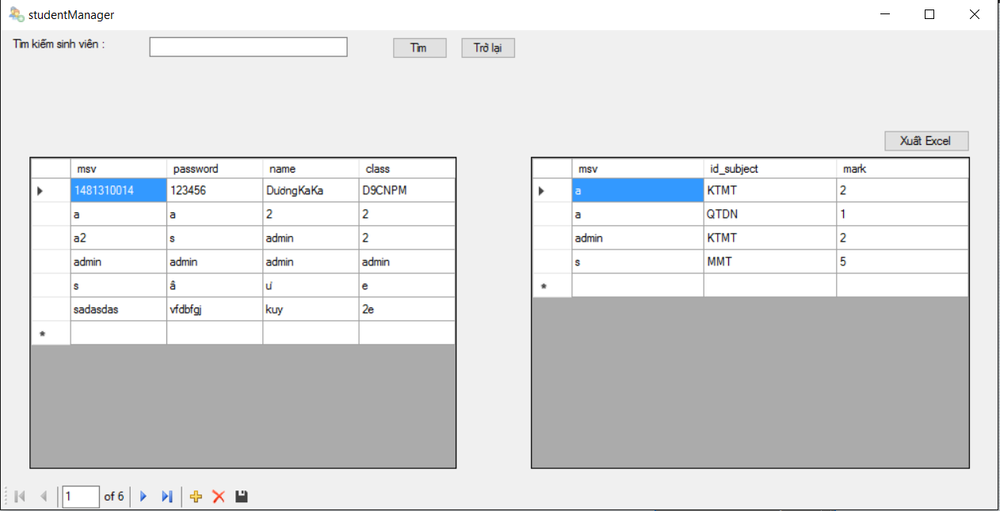 studentManager
Tìm kiếm sinh viên :
Tìm
Trở lại
Xuất Excel
msv password name class
1481310014 123456 DươngKaKa D9CNPM
a a 2 2
a2 s admin 2
admin admin admin admin
s â ư e
sadasdas vfdbfgj kuy 2e
msv id_subject mark
a KTMT 2
a QTDN 1
admin KTMT 2
s MMT 5
1 of 6